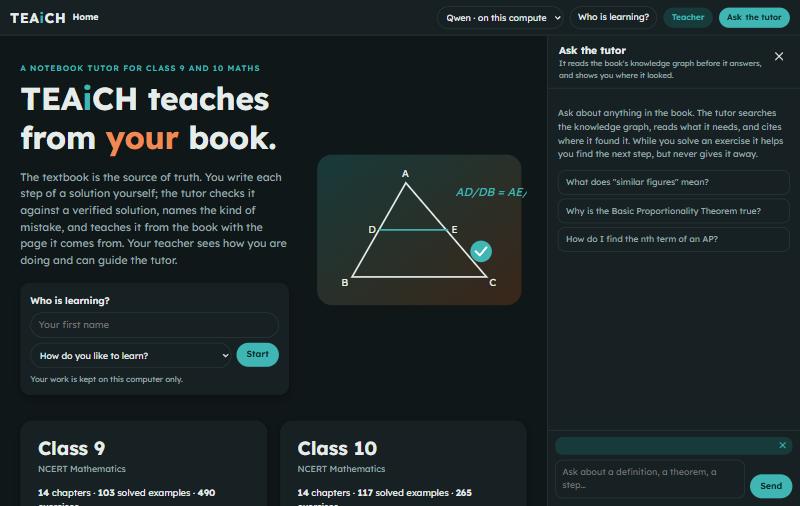 TEAiCH Home
Qwen · on this compute
Who is learning?
Teacher
Ask the tutor
A NOTEBOOK TUTOR FOR CLASS 9 AND 10 MATHS
TEAiCH teaches
from your book.
The textbook is the source of truth. You write each
step of a solution yourself; the tutor checks it
against a verified solution, names the kind of
mistake, and teaches it from the book with the
page it comes from. Your teacher sees how you are
doing and can guide the tutor.
Who is learning?
Your first name
How do you like to learn?
Start
Your work is kept on this computer only.
A
AD/DB = AE/
D
E
B
C
Class 9
NCERT Mathematics
14 chapters · 103 solved examples · 490
Class 10
NCERT Mathematics
14 chapters · 117 solved examples · 265
Ask the tutor
It reads the book's knowledge graph before it answers,
and shows you where it looked.
Ask about anything in the book. The tutor searches
the knowledge graph, reads what it needs, and cites
where it found it. While you solve an exercise it helps
you find the next step, but never gives it away.
What does "similar figures" mean?
Why is the Basic Proportionality Theorem true?
How do I find the nth term of an AP?
Ask about a definition, a theorem, a
step...
Send